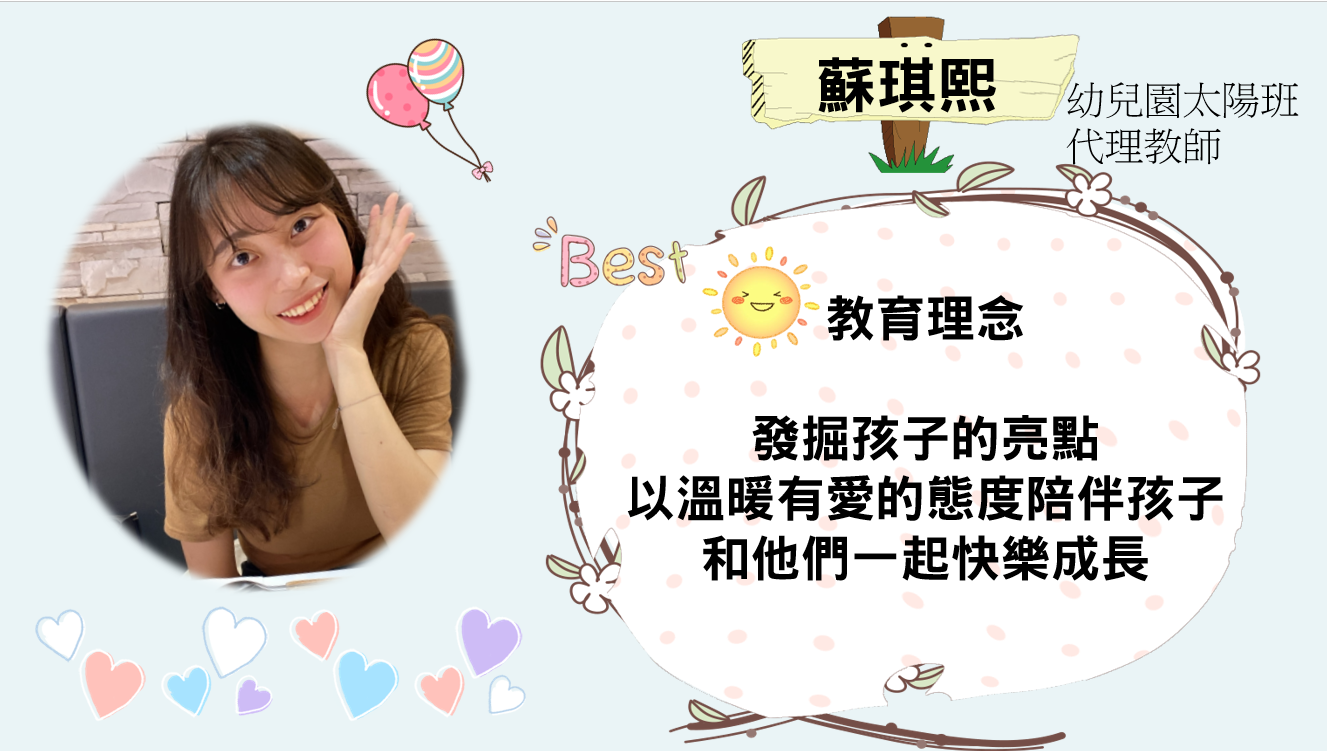 蘇琪熙
幼兒園太陽班
代理教師
Best
教育理念
發掘孩子的亮點
以溫暖有愛的態度陪伴孩子
和他們一起快樂成長